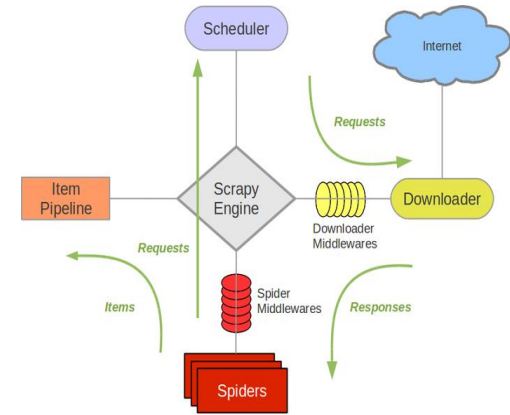 Scheduler
Internet
Requests
Item
Pipeline
Scrapy
Engine
Downloader
Downloader
Middlewares
Requests
Spider
Middlewares
Items
Responses
Spiders